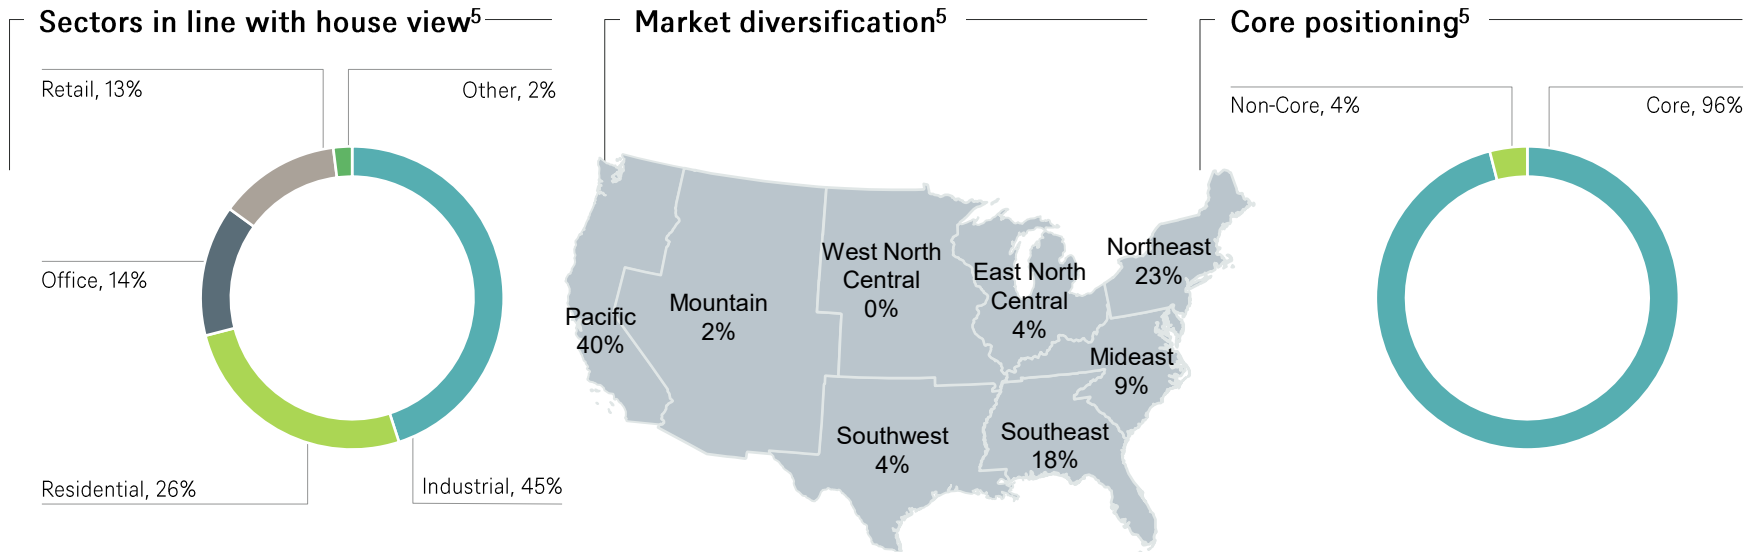 Sectors in line with house view5
Retail, 13%
Other, 2%
Office, 14%
Residential, 26%
Industrial, 45%
Market diversification5
Pacific
40%
Mountain
2%
West North
Central
0%
East North
Central
4%
Northeast
23%
Mideast
9%
Southwest
4%
Southeast
18%
Core positioning5
Non-Core, 4%
Core, 96%